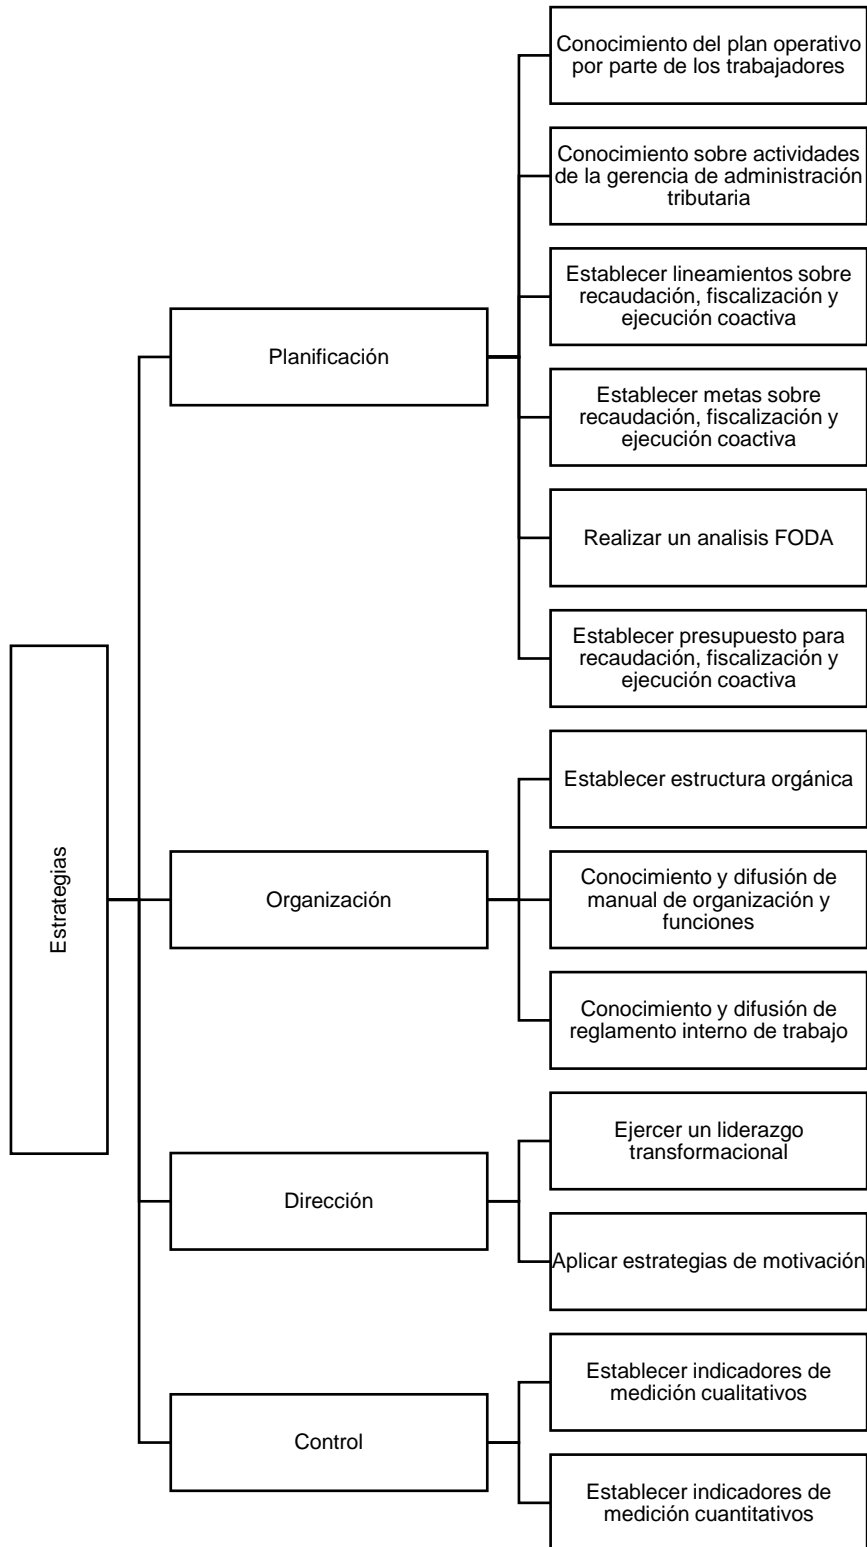 Estrategias
Planificación
Conocimiento del plan operativo
por parte de los trabajadores
Conocimiento sobre actividades
de la gerencia de administración
tributaria
Establecer lineamientos sobre
recaudación, fiscalización y
ejecución coactiva
Establecer metas sobre
recaudación, fiscalización y
ejecución coactiva
Realizar un analisis FODA
Establecer presupuesto para
recaudación, fiscalización y
ejecución coactiva
Organización
Establecer estructura orgánica
Conocimiento y difusión de
manual de organización y
funciones
Conocimiento y difusión de
reglamento interno de trabajo
Dirección
Ejercer un liderazgo
transformacional
Aplicar estrategias de motivación
Control
Establecer indicadores de
medición cualitativos
Establecer indicadores de
medición cuantitativos